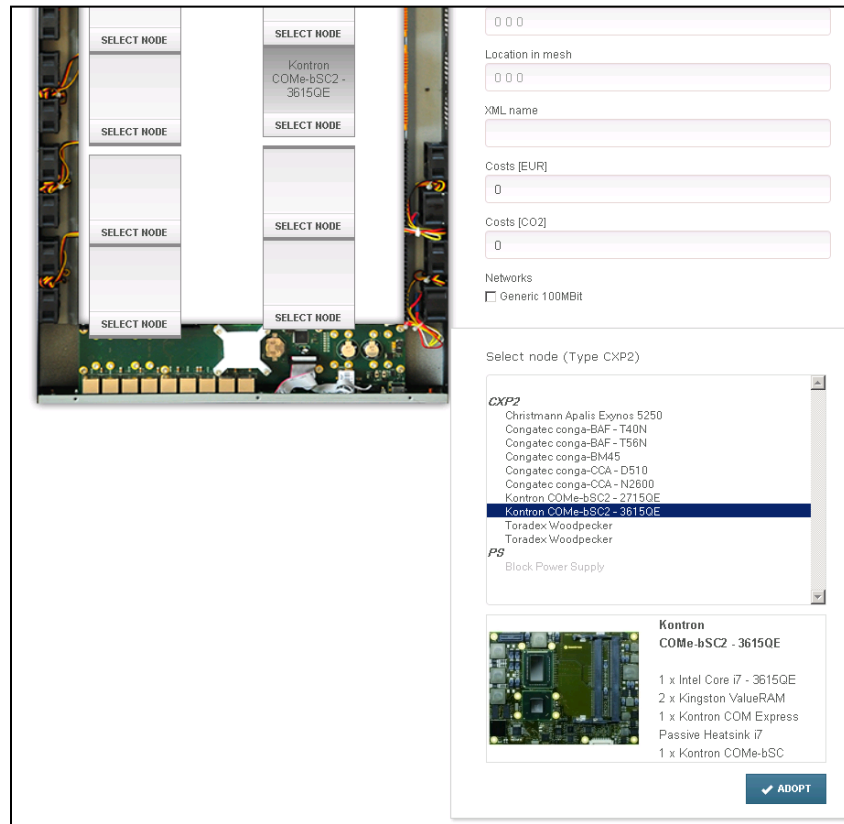 SELECT NODE
SELECT NODE
Kontron
COMe-bSC2 -
3615QE
SELECT NODE
SELECT NODE
SELECT NODE
SELECT NODE
SELECT NODE
SELECT NODE
0 0 0
Location in mesh
0 0 0
XML name
Costs [EUR]
0
Costs [CO2]
0
Networks
Generic 100MBit
Select node (Type CXP2)
CXP2
Christmann Apalis Exynos 5250
Congatec conga-BAF - T40N
Congatec conga-BAF - T56N
Congatec conga-BM45
Congatec conga-CCA - D510
Congatec conga-CCA - N2600
Kontron COMe-bSC2 - 2715QE
Kontron COMe-bSC2 - 3615QE
Toradex Woodpecker
Toradex Woodpecker
PS
Block Power Supply
Kontron
COMe-bSC2 - 3615QE
1 x Intel Core i7 - 3615QE
2 x Kingston ValueRAM
1 x Kontron COM Express
Passive Heatsink i7
1 x Kontron COMe-bSC
ADOPT